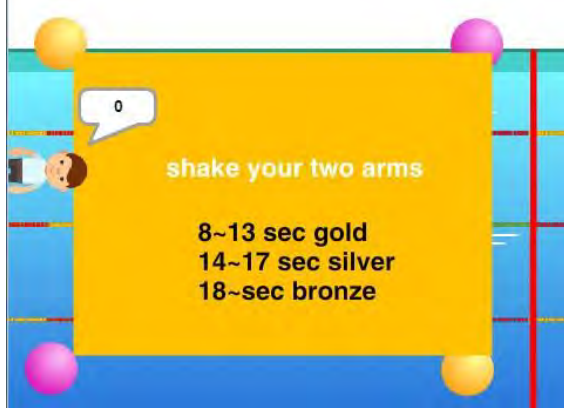 0
shake your two arms
8~13 sec gold
14~17 sec silver
18~sec bronze